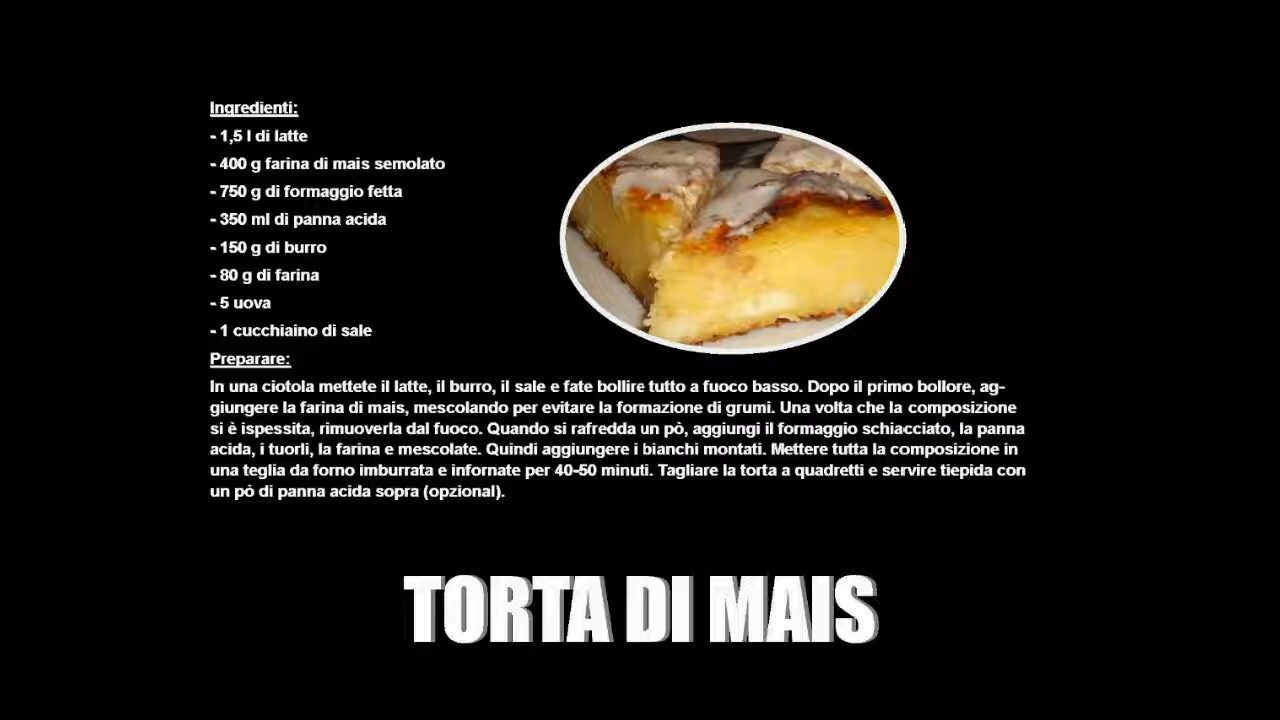 Ingredienti:
- 1,5 l di latte
- 400 g farina di mais semolato
- 750 g di formaggio fetta
- 350 ml di panna acida
- 150 g di burro
- 80 g di farina
- 5 uova
- 1 cucchiaino di sale
Preparare:
In una ciotola mettete il latte, il burro, il sale e fate bollire tutto a fuoco basso. Dopo il primo bollore, ag-
giungere la farina di mais, mescolando per evitare la formazione di grumi. Una volta che la composizione
si è ispessita, rimuoverla dal fuoco. Quando si rafredda un pò, aggiungi il formaggio schiacciato, la panna
acida, i tuorli, la farina e mescolate. Quindi aggiungere i bianchi montati. Mettere tutta la composizione in
una teglia da forno imburrata e infornate per 40-50 minuti. Tagliare la torta a quadretti e servire tiepida con
un pò di panna acida sopra (opzional).
TORTA DI MAIS